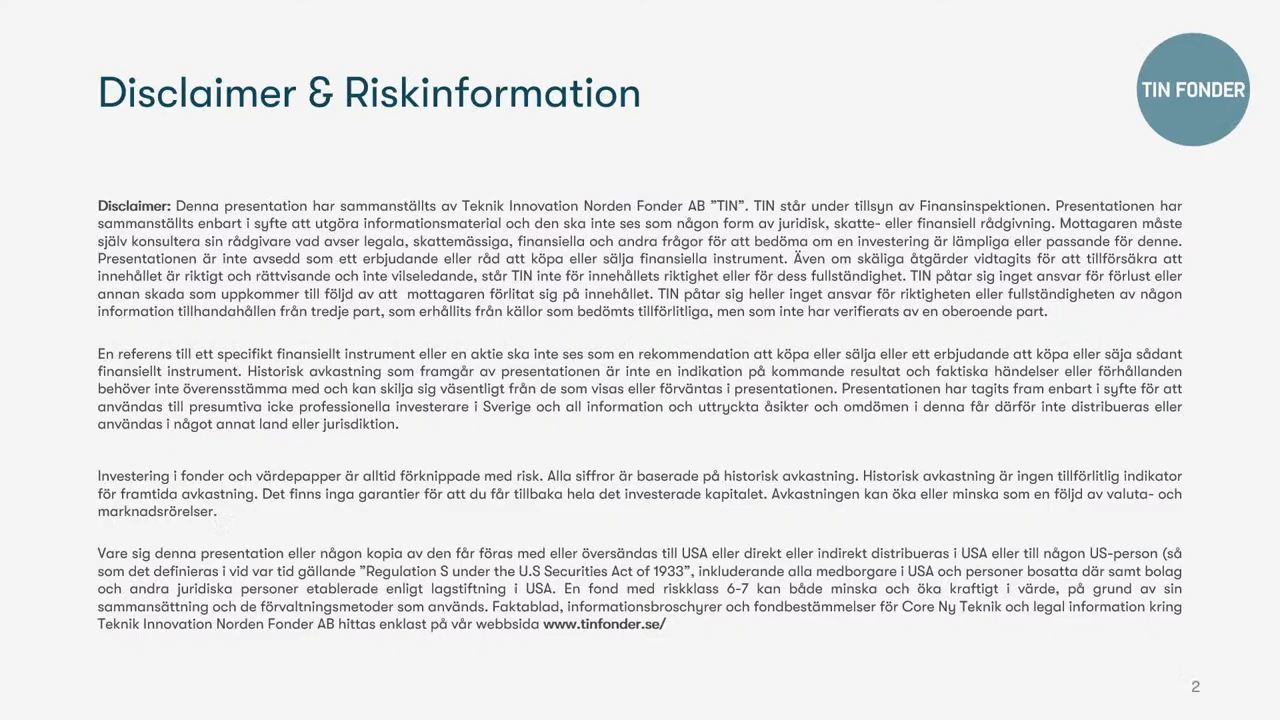 Disclaimer & Riskinformation
TIN FONDER
Disclaimer: Denna presentation har sammanställts av Teknik Innovation Norden Fonder AB ”TIN”. TIN står under tillsyn av Finansinspektionen. Presentationen har
sammanställts enbart i syfte att utgöra informationsmaterial och den ska inte ses som någon form av juridisk, skatte- eller finansiell rådgivning. Mottagaren måste
själv konsultera sin rådgivare vad avser legala, skattemässiga, finansiella och andra frågor för att bedöma om en investering är lämpliga eller passande för denne.
Presentationen är inte avsedd som ett erbjudande eller råd att köpa eller sälja finansiella instrument. Även om skäliga åtgärder vidtagits för att tillförsäkra att
innehållet är riktigt och rättvisande och inte vilseledande, står TIN inte för innehållets riktighet eller för dess fullständighet. TIN påtar sig inget ansvar för förlust eller
annan skada som uppkommer till följd av att  mottagaren förlitat sig på innehållet. TIN påtar sig heller inget ansvar för riktigheten eller fullständigheten av någon
information tillhandahållen från tredje part, som erhållits från källor som bedömts tillförlitliga, men som inte har verifierats av en oberoende part.
En referens till ett specifikt finansiellt instrument eller en aktie ska inte ses som en rekommendation att köpa eller sälja eller ett erbjudande att köpa eller säja sådant
finansiellt instrument. Historisk avkastning som framgår av presentationen är inte en indikation på kommande resultat och faktiska händelser eller förhållanden
behöver inte överensstämma med och kan skilja sig väsentligt från de som visas eller förväntas i presentationen. Presentationen har tagits fram enbart i syfte för att
användas till presumtiva icke professionella investerare i Sverige och all information och uttryckta åsikter och omdömen i denna får därför inte distribueras eller
användas i något annat land eller jurisdiktion.
Investering i fonder och värdepapper är alltid förknippade med risk. Alla siffror är baserade på historisk avkastning. Historisk avkastning är ingen tillförlitlig indikator
för framtida avkastning. Det finns inga garantier för att du får tillbaka hela det investerade kapitalet. Avkastningen kan öka eller minska som en följd av valuta- och
marknadsrörelser.
Vare sig denna presentation eller någon kopia av den får föras med eller översändas till USA eller direkt eller indirekt distribueras i USA eller till någon US-person (så
som det definieras i vid var tid gällande ”Regulation S under the U.S Securities Act of 1933”, inkluderande alla medborgare i USA och personer bosatta där samt bolag
och andra juridiska personer etablerade enligt lagstiftning i USA. En fond med riskklass 6-7 kan både minska och öka kraftigt i värde, på grund av sin
sammansättning och de förvaltningsmetoder som används. Faktablad, informationsbroschyrer och fondbestämmelser för Core Ny Teknik och legal information kring
Teknik Innovation Norden Fonder AB hittas enklast på vår webbsida www.tinfonder.se/
2